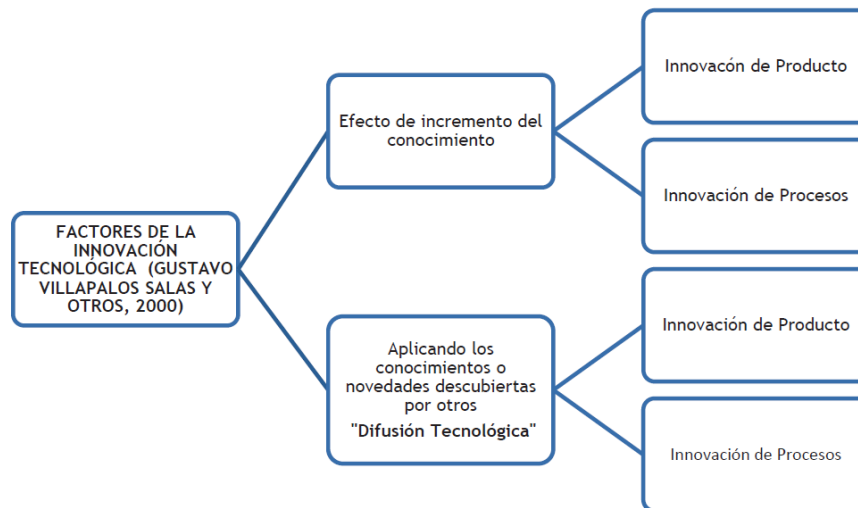 FACTORES DE LA
INNOVACIÓN
TECNOLÓGICA (GUSTAVO
VILLAPALOS SALAS Y
OTROS, 2000)
Efecto de incremento del
conocimiento
Innovacón de Producto
Innovación de Procesos
Aplicando los
conocimientos o
novedades descubiertas
por otros
"Difusión Tecnológica"
Innovación de Producto
Innovación de Procesos